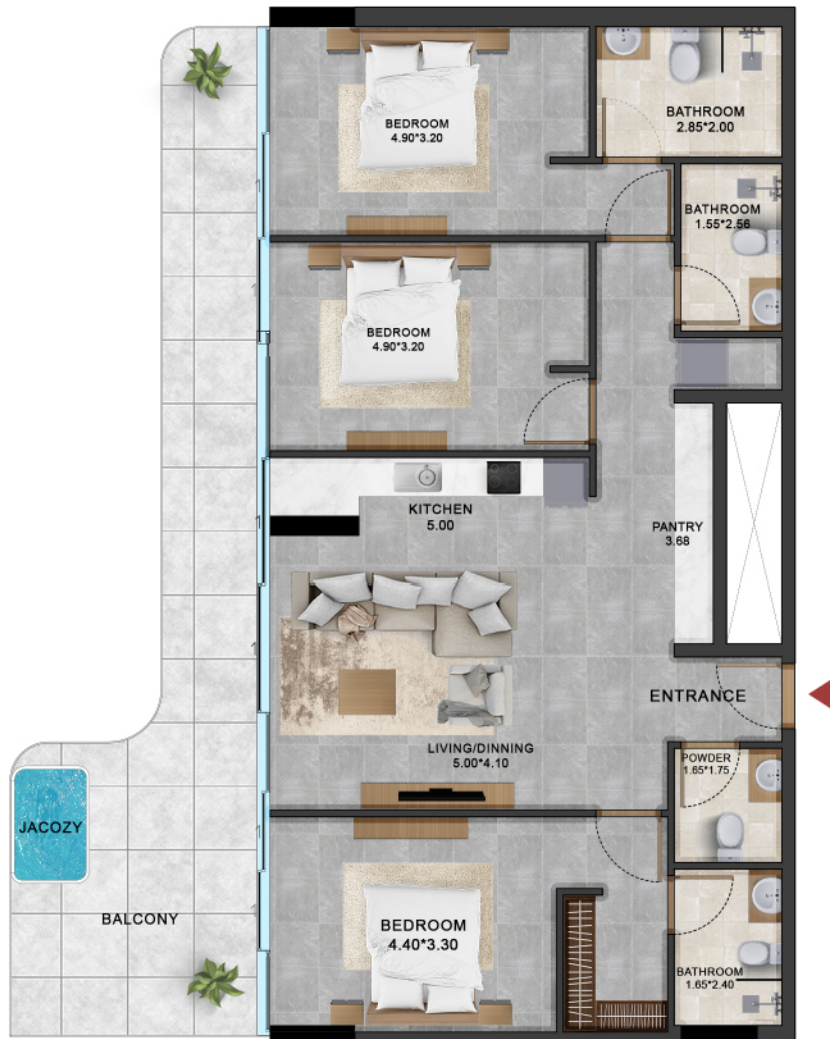 BEDROOM
4.90*3.20
BATHROOM
2.85*2.00
BATHROOM
1.55*2.56
BEDROOM
4.90*3.20
KITCHEN
5.00
PANTRY
3.68
ENTRANCE
LIVING/DINNING
5.00*4.10
POWDER
1.65*1.75
JACOZY
BALCONY
BEDROOM
4.40*3.30
BATHROOM
1.65*2.40